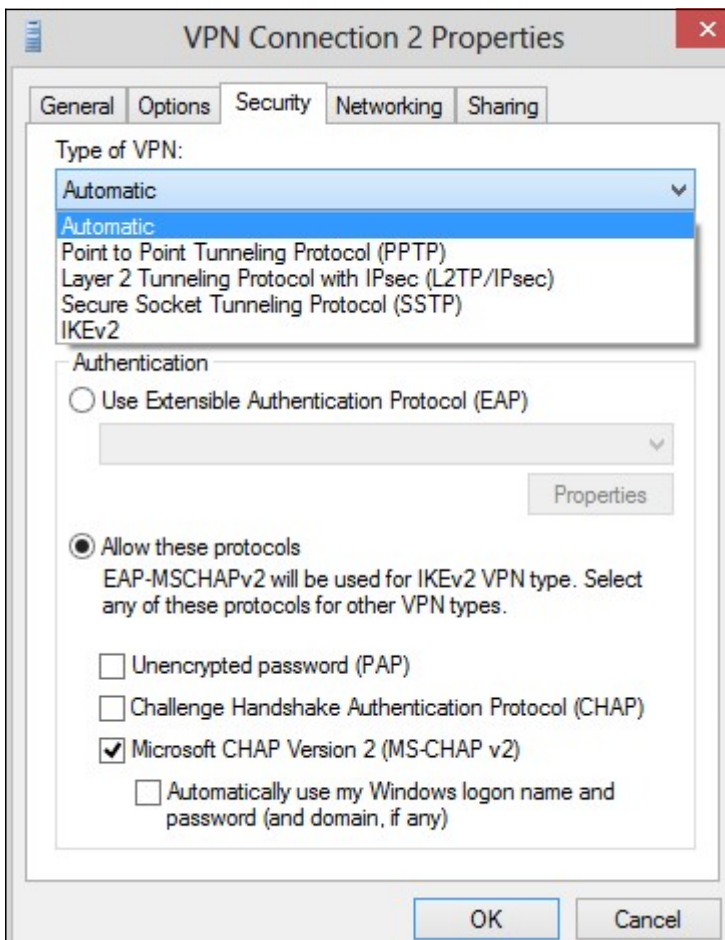 VPN Connection 2 Properties
General Options Security Networking Sharing
Type of VPN:
Automatic
Automatic
Point to Point Tunneling Protocol (PPTP)
Layer 2 Tunneling Protocol with IPsec (L2TP/IPsec)
Secure Socket Tunneling Protocol (SSTP)
IKEv2
Authentication
Use Extensible Authentication Protocol (EAP)
Properties
Allow these protocols
EAP-MSCHAPv2 will be used for IKEv2 VPN type. Select
any of these protocols for other VPN types.
Unencrypted password (PAP)
Challenge Handshake Authentication Protocol (CHAP)
Microsoft CHAP Version 2 (MS-CHAP v2)
Automatically use my Windows logon name and
password (and domain, if any)
OK Cancel